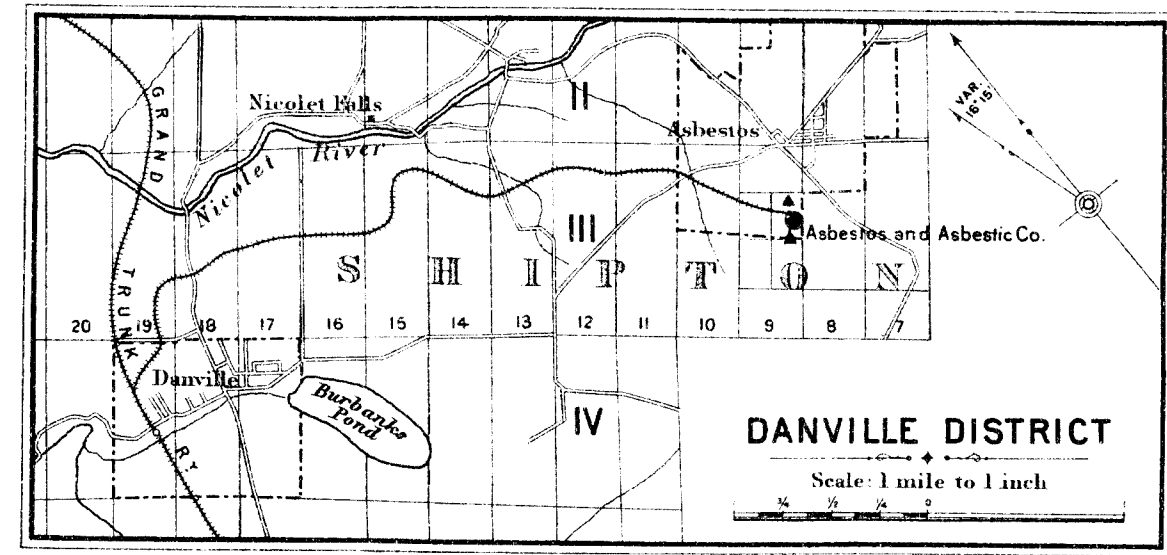 GRAND TRUNK RY.
Nicolet Falls
Nicolet River
II
Asbestos
VAR. 16°15'
III
Asbestos and Asbestic Co.
SHIPTON
20 19 18 17 16 15 14 13 12 11 10 9 8 7
Danville
Burbanks
Pond
IV
DANVILLE DISTRICT
Scale: 1 mile to 1 inch
¾ ½ ¼ 0 1